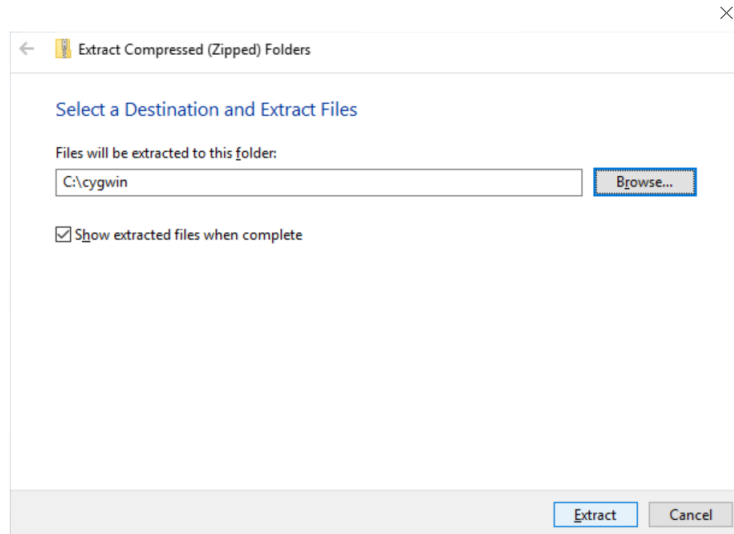 Extract Compressed (Zipped) Folders
Select a Destination and Extract Files
Files will be extracted to this folder:
C:\cygwin
Browse...
Show extracted files when complete
Extract
Cancel